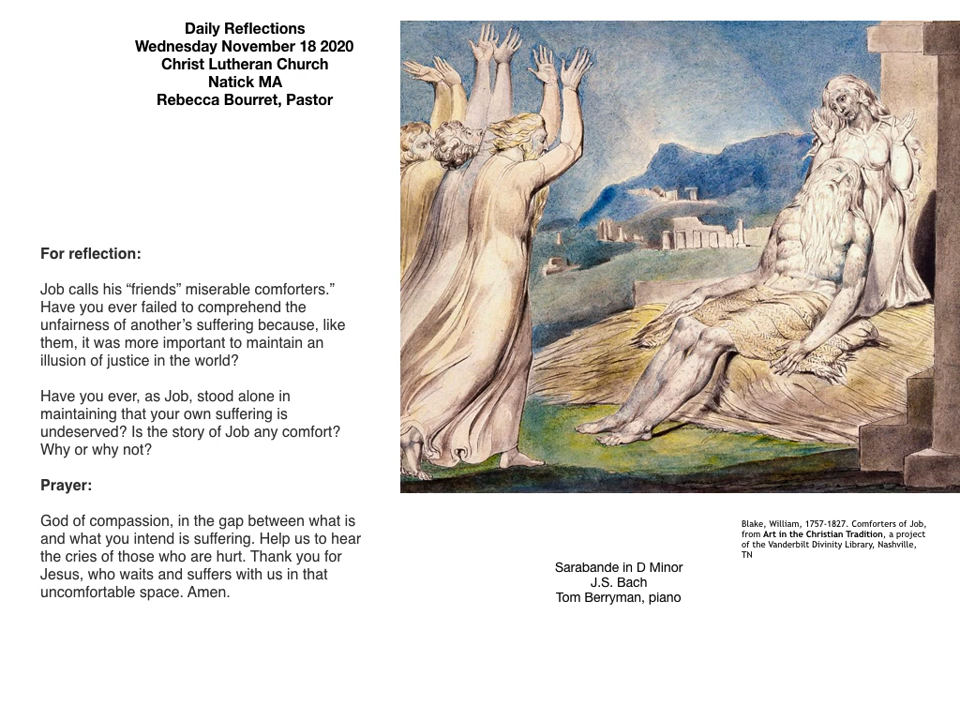 Daily Reflections
Wednesday November 18 2020
Christ Lutheran Church
Natick MA
Rebecca Bourret, Pastor
For reflection:
Job calls his “friends” miserable comforters.”
Have you ever failed to comprehend the
unfairness of another’s suffering because, like
them, it was more important to maintain an
illusion of justice in the world?
Have you ever, as Job, stood alone in
maintaining that your own suffering is
undeserved? Is the story of Job any comfort?
Why or why not?
Prayer:
God of compassion, in the gap between what is
and what you intend is suffering. Help us to hear
the cries of those who are hurt. Thank you for
Jesus, who waits and suffers with us in that
uncomfortable space. Amen.
Blake, William, 1757-1827. Comforters of Job,
from Art in the Christian Tradition, a project
of the Vanderbilt Divinity Library, Nashville,
TN
Sarabande in D Minor
J.S. Bach
Tom Berryman, piano